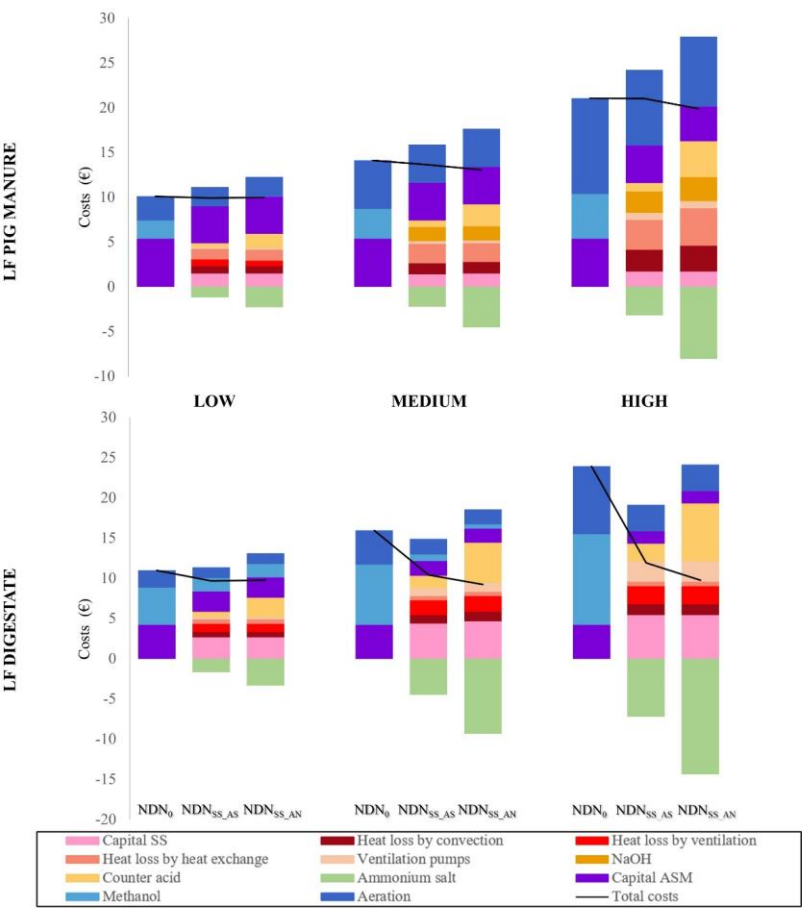 LF PIG MANURE
Costs (€)
30
25
20
15
10
5
0
-5
-10
LOW MEDIUM HIGH
LF DIGESTATE
Costs (€)
30
25
20
15
10
5
0
-5
-10
-15
-20
NDN0 NDNSS_AS NDNSS_AN NDN0 NDNSS_AS NDNSS_AN NDN0 NDNSS_AS NDNSS_AN
Capital SS Heat loss by convection Heat loss by ventilation
Heat loss by heat exchange Ventilation pumps NaOH
Counter acid Ammonium salt Capital ASM
Methanol Aeration Total costs